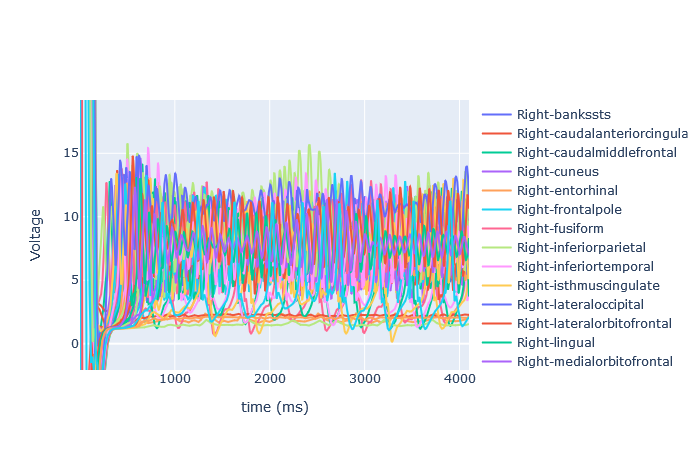 Right-bankssts
Right-caudalanteriorcingula
Right-caudalmiddlefrontal
Right-cuneus
Right-entorhinal
Right-frontalpole
Right-fusiform
Right-inferiorparietal
Right-inferiortemporal
Right-isthmuscingulate
Right-lateraloccipital
Right-lateralorbitofrontal
Right-lingual
Right-medialorbitofrontal
Voltage
15
10
5
0
1000 2000 3000 4000
time (ms)